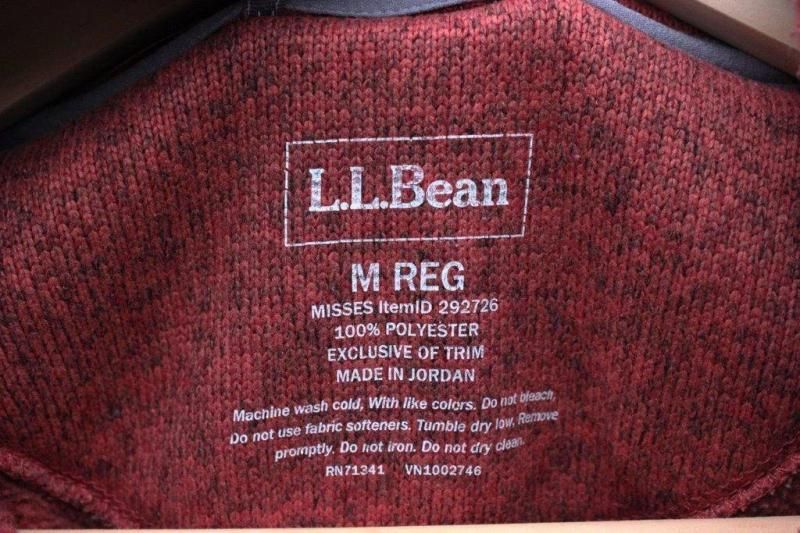 L.L.Bean
M REG
MISSES ItemID 292726
100% POLYESTER
EXCLUSIVE OF TRIM
MADE IN JORDAN
Machine wash cold, With like colors. Do not bleach,
Do not use fabric softeners. Tumble dry low, Remove
promptly. Do not iron. Do not dry clean.
RN71341 VN1002746